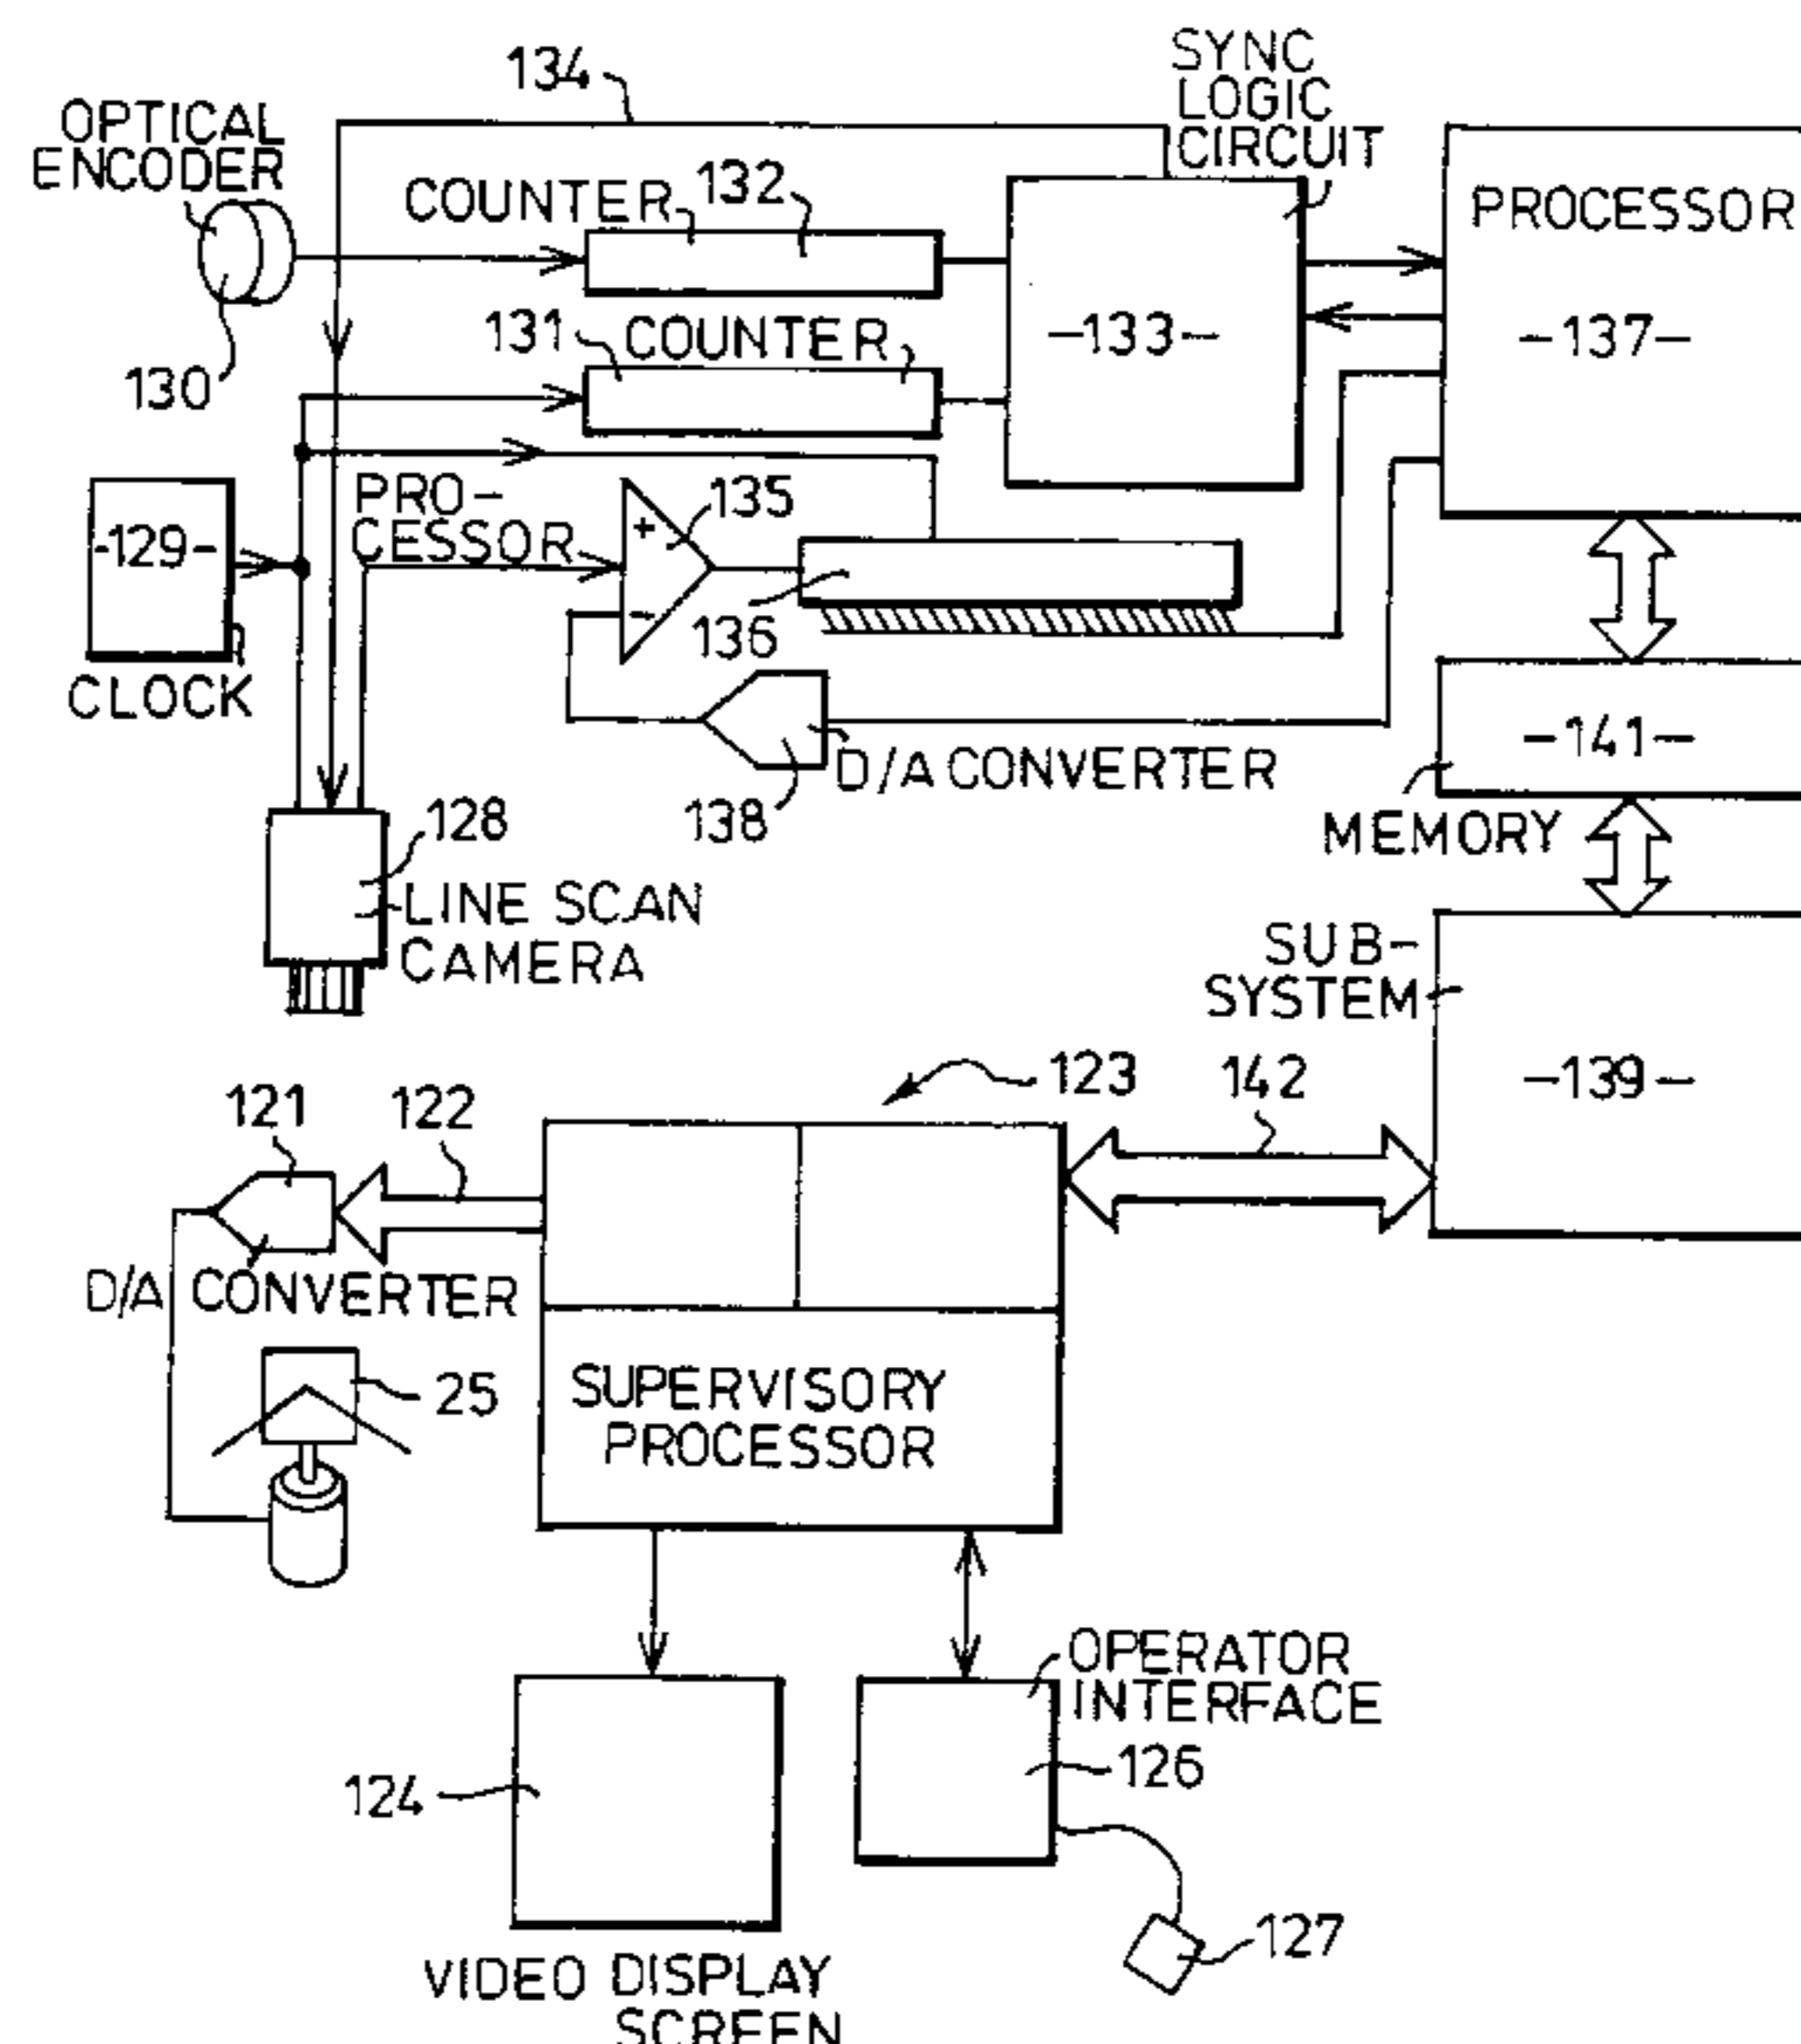 134
SYNC
LOGIC
CIRCUIT
OPTICAL
ENCODER
COUNTER
132
PROCESSOR
131
COUNTER
-133-
-137-
130
PRO-
CESSOR
135
-129-
136
CLOCK
138
D/A CONVERTER
-141-
MEMORY
128
LINE SCAN
CAMERA
SUB-
SYSTEM
-139-
123
142
121
122
D/A CONVERTER
25
SUPERVISORY
PROCESSOR
OPERATOR
INTERFACE
126
124
127
VIDEO DISPLAY
SCREEN
+
-